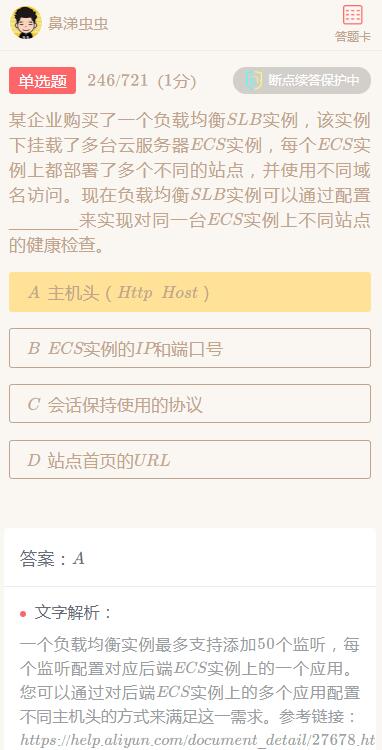 鼻涕虫虫
答题卡
单选题 246/721 (1分) 断点续答保护中
某企业购买了一个负载均衡SLB实例，该实例
下挂载了多台云服务器ECS实例，每个ECS实
例上都部署了多个不同的站点，并使用不同域
名访问。现在负载均衡SLB实例可以通过配置
________来实现对同一台ECS实例上不同站点
的健康检查。
A 主机头（Http Host）
B ECS实例的IP和端口号
C 会话保持使用的协议
D 站点首页的URL
答案：A
文字解析：
一个负载均衡实例最多支持添加50个监听，每
个监听配置对应后端ECS实例上的一个应用。
您可以通过对后端ECS实例上的多个应用配置
不同主机头的方式来满足这一需求。参考链接：
https://help.aliyun.com/document_detail/27678.ht